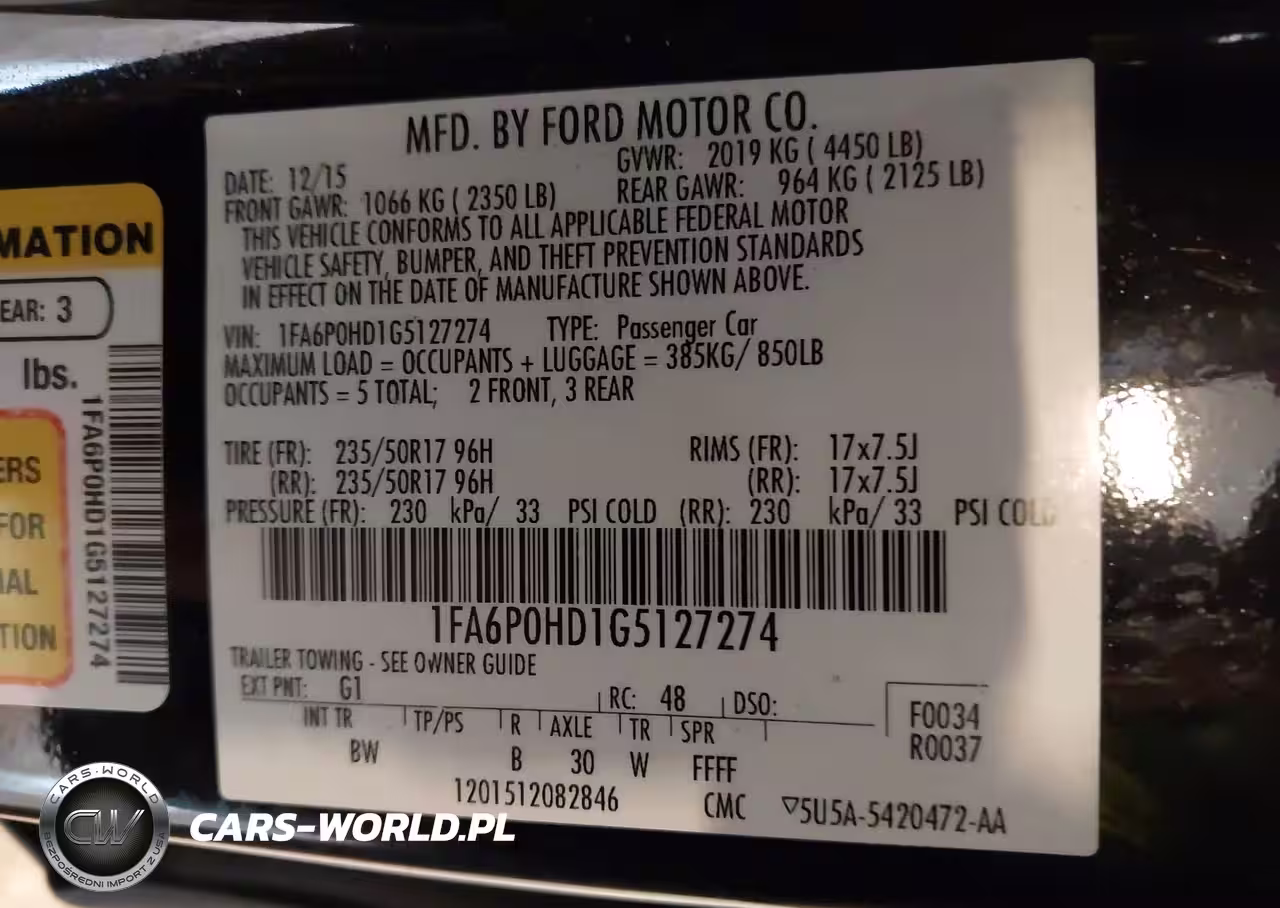 MFD. BY FORD MOTOR CO.
DATE: 12/15
GVWR: 2019 KG ( 4450 LB)
FRONT GAWR: 1066 KG ( 2350 LB)
REAR GAWR: 964 KG ( 2125 LB)
THIS VEHICLE CONFORMS TO ALL APPLICABLE FEDERAL MOTOR
VEHICLE SAFETY, BUMPER, AND THEFT PREVENTION STANDARDS
IN EFFECT ON THE DATE OF MANUFACTURE SHOWN ABOVE.
VIN: 1FA6P0HD1G5127274 TYPE: Passenger Car
MAXIMUM LOAD = OCCUPANTS + LUGGAGE = 385KG/ 850LB
OCCUPANTS = 5 TOTAL; 2 FRONT, 3 REAR
TIRE (FR): 235/50R17 96H RIMS (FR): 17x7.5J
(RR): 235/50R17 96H (RR): 17x7.5J
PRESSURE (FR): 230 kPa/ 33 PSI COLD (RR): 230 kPa/ 33 PSI COLD
1FA6P0HD1G5127274
TRAILER TOWING - SEE OWNER GUIDE
EXT PNT: G1 RC: 48 DSO:
INT TR TP/PS R AXLE TR SPR
BW B 30 W FFFF
F0034
R0037
1201512082846 CMC ▽5U5A-5420472-AA
MATION
EAR: 3
lbs.
1FA6P0HD1G5127274
ERS
FOR
IAL
TION
CARS-WORLD
CW
BEZPOŚREDNI IMPORT Z USA
CARS-WORLD.PL